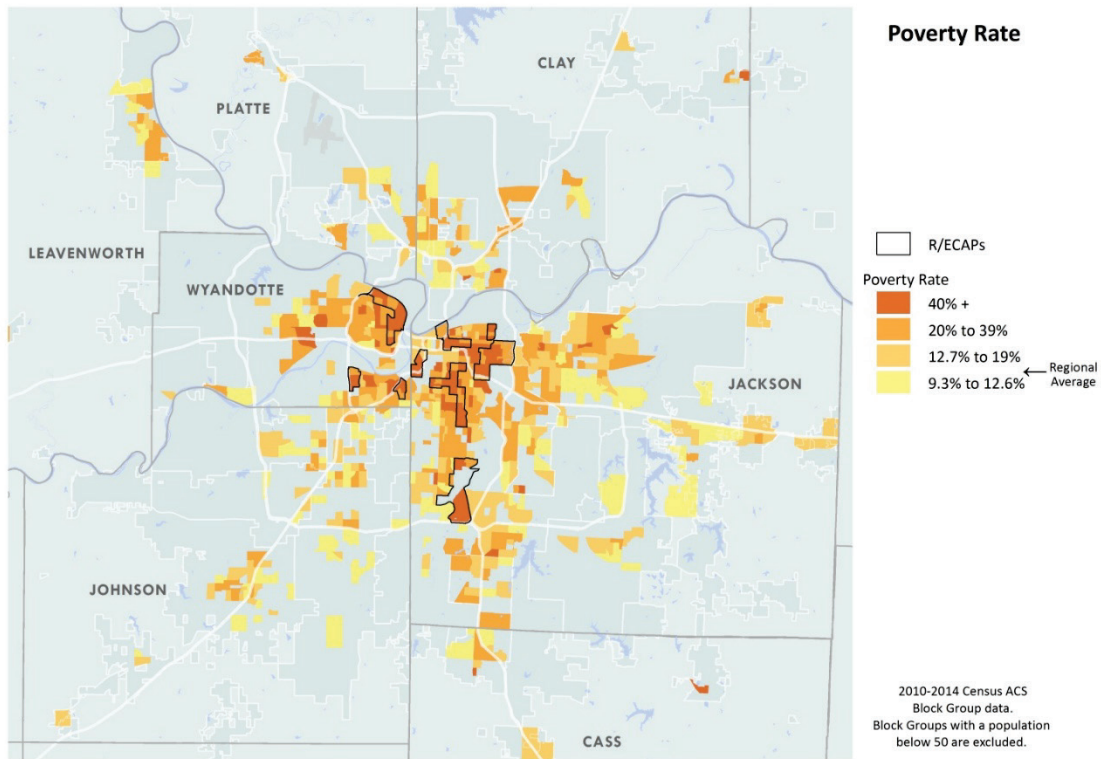 Poverty Rate
CLAY
PLATTE
LEAVENWORTH
WYANDOTTE
JACKSON
JOHNSON
CASS
R/ECAPs
Poverty Rate
40% +
20% to 39%
12.7% to 19%
9.3% to 12.6%
← Regional
Average
2010-2014 Census ACS
Block Group data.
Block Groups with a population
below 50 are excluded.